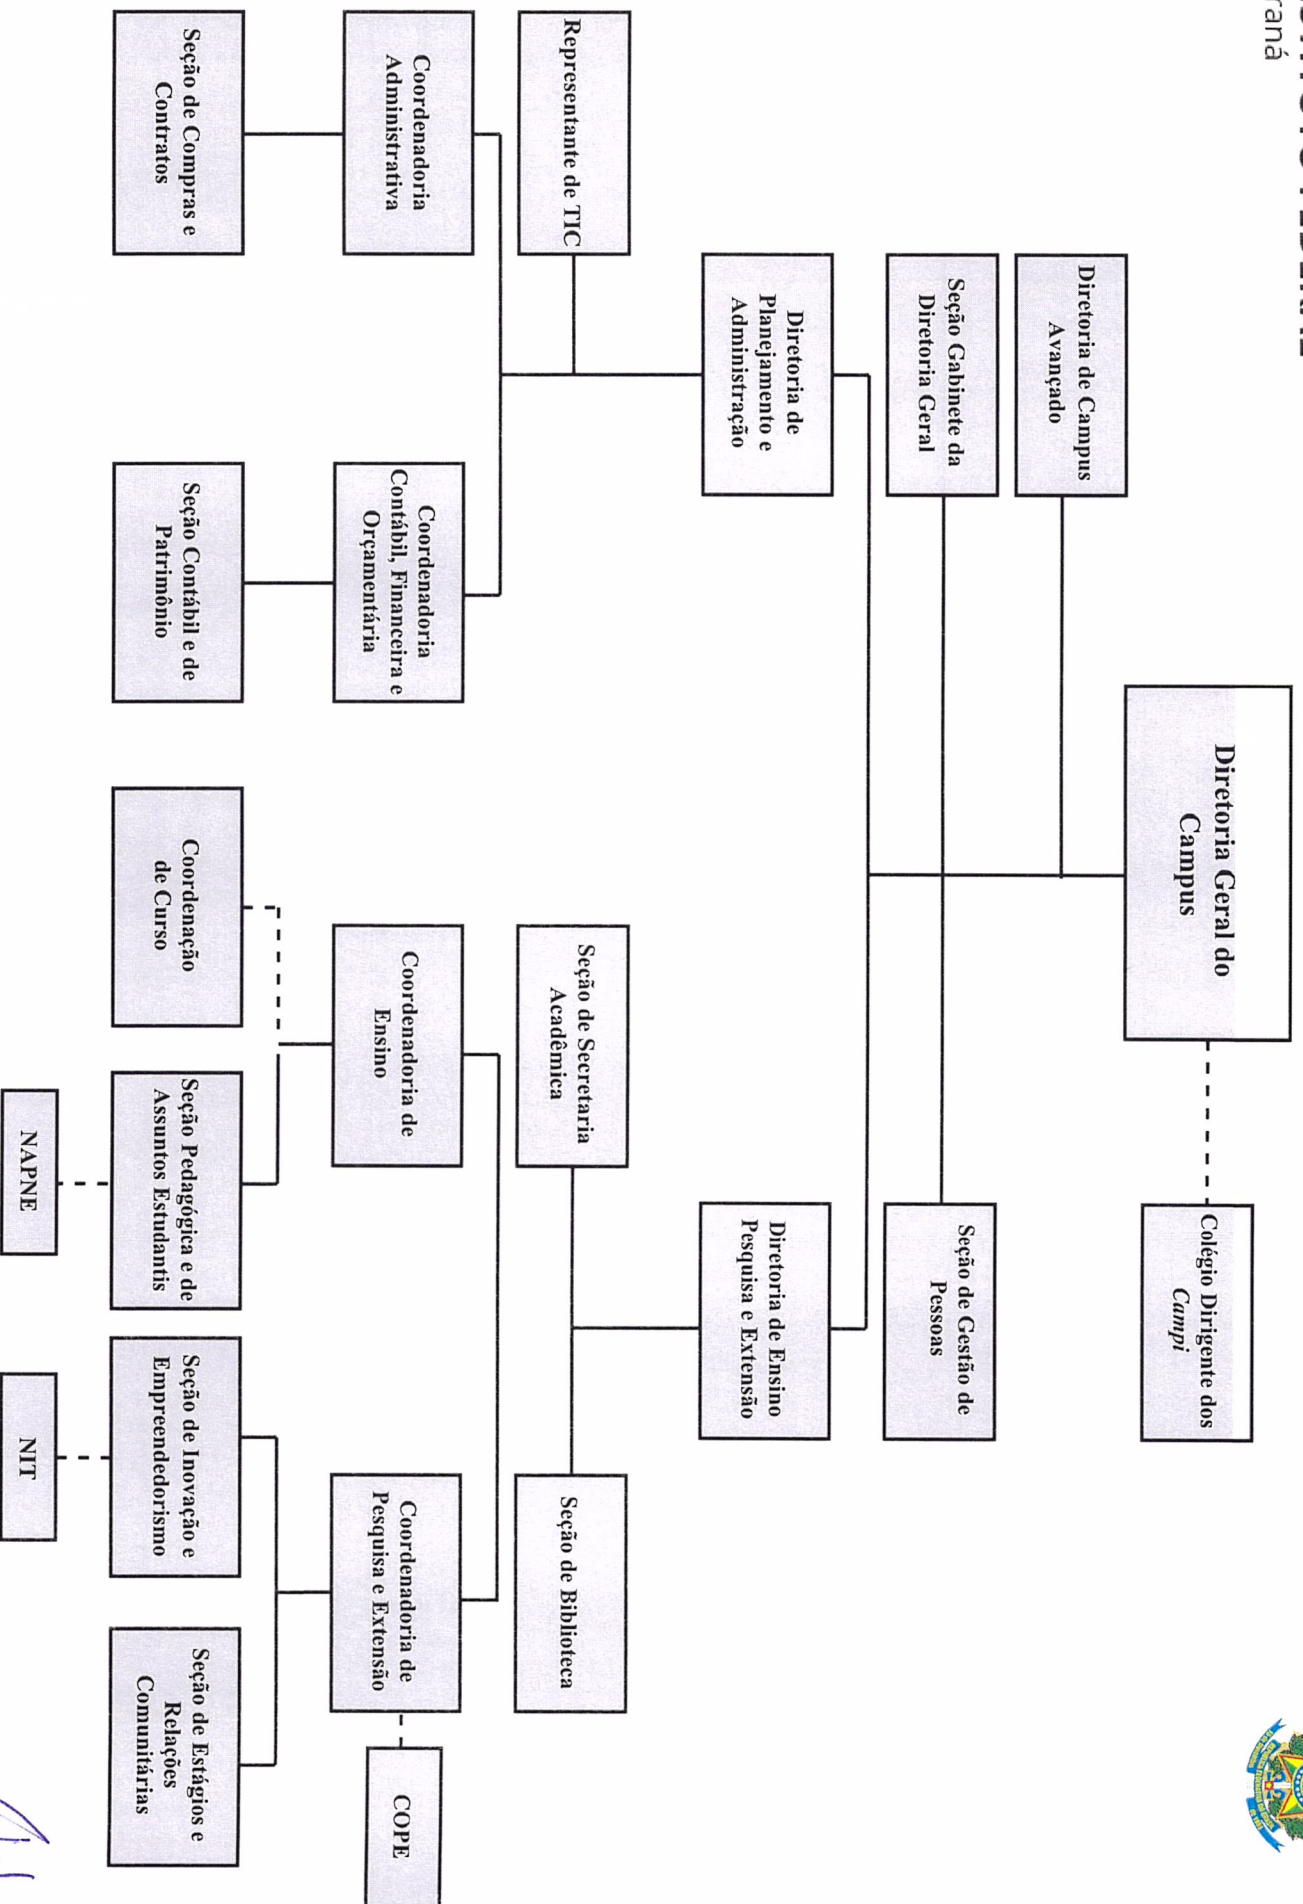 raná
Diretoria Geral do
Campus
Colégio Dirigente dos
Campi
Diretoria de Campus
Avançado
Seção Gabinete da
Diretoria Geral
Seção de Gestão de
Pessoas
Diretoria de
Planejamento e
Administração
Diretoria de Ensino
Pesquisa e Extensão
Representante de TIC
Seção de Secretaria
Acadêmica
Seção de Biblioteca
Coordenadoria
Administrativa
Coordenadoria
Contábil, Financeira e
Orçamentária
Coordenadoria de
Ensino
Coordenadoria de
Pesquisa e Extensão
COPE
Seção de Compras e
Contratos
Seção Contábil e de
Patrimônio
Coordenação
de Curso
Seção Pedagógica e de
Assuntos Estudantis
Seção de Inovação e
Empreendedorismo
Seção de Estágios e
Relações
Comunitárias
NAPNE
NIT